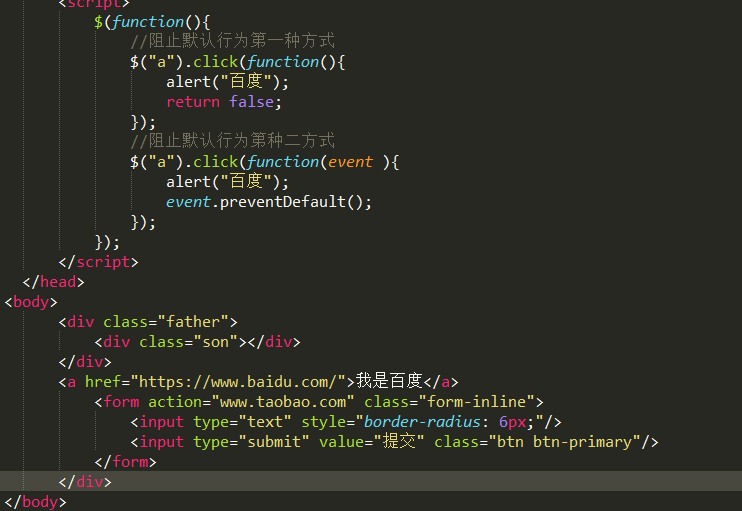 <script>
$(function(){
//阻止默认行为第一种方式
$("a").click(function(){
alert("百度");
return false;
});
//阻止默认行为第种二方式
$("a").click(function(event ){
alert("百度");
event.preventDefault();
});
});
</script>
</head>
<body>
<div class="father">
<div class="son"></div>
</div>
<a href="https://www.baidu.com/">我是百度</a>
<form action="www.taobao.com" class="form-inline">
<input type="text" style="border-radius: 6px;"/>
<input type="submit" value="提交" class="btn btn-primary"/>
</form>
</div>
</body>